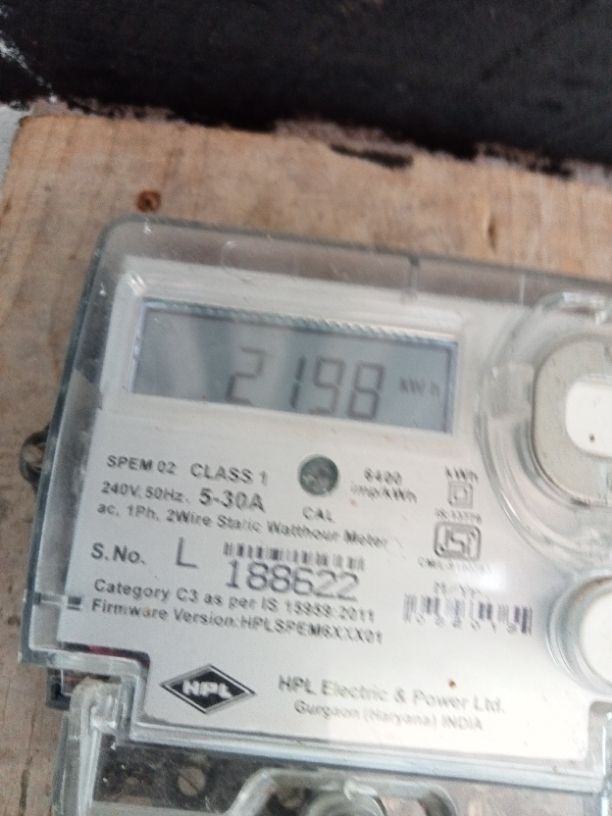 2198 kWh
SPEM 02 CLASS 1
240V, 50Hz. 5-30A
6400
imp/kWh
CAL
kWh
ac, 1Ph, 2Wire Static Watthour Meter
S.No. L 188622
Category C3 as per IS 15959:2011
Firmware Version:HPLSPEM6XXX01
HPL
HPL Electric & Power Ltd.
Gurgaon (Haryana) INDIA